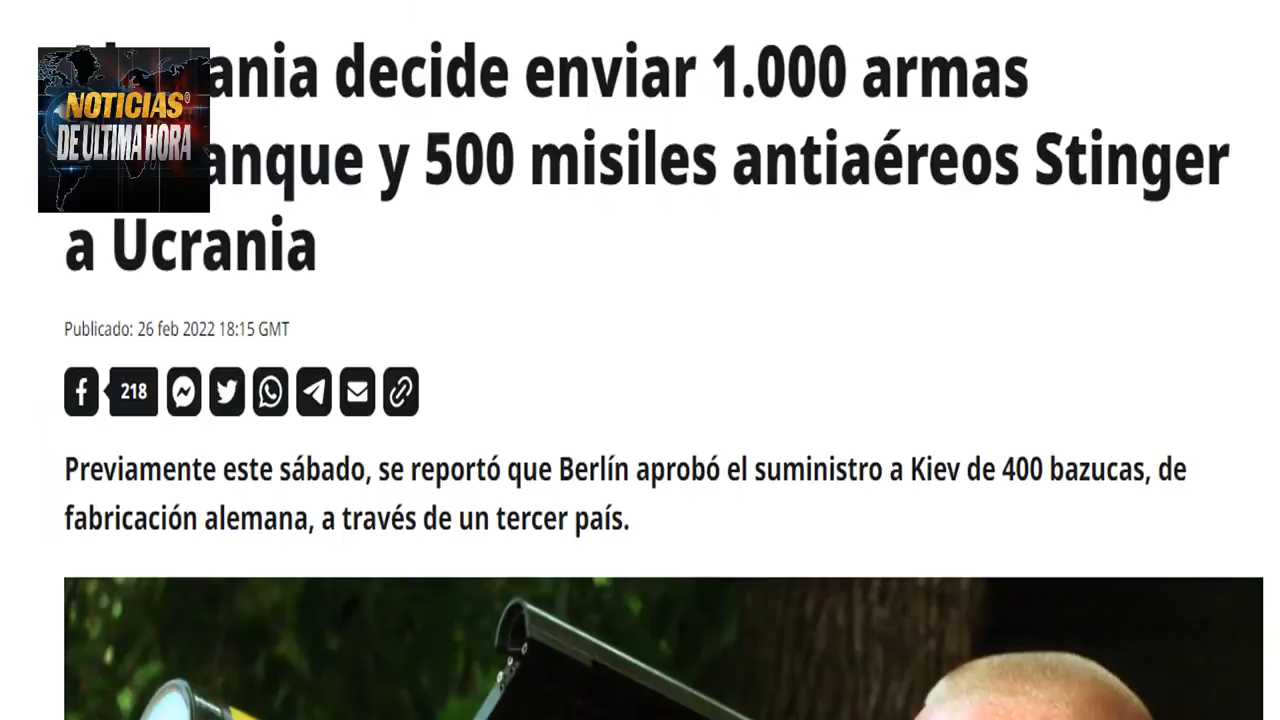 ania decide enviar 1.000 armas
anque y 500 misiles antiaéreos Stinger
a Ucrania
NOTICIAS®
DE ULTIMA HORA
Publicado: 26 feb 2022 18:15 GMT
218
Previamente este sábado, se reportó que Berlín aprobó el suministro a Kiev de 400 bazucas, de
fabricación alemana, a través de un tercer país.